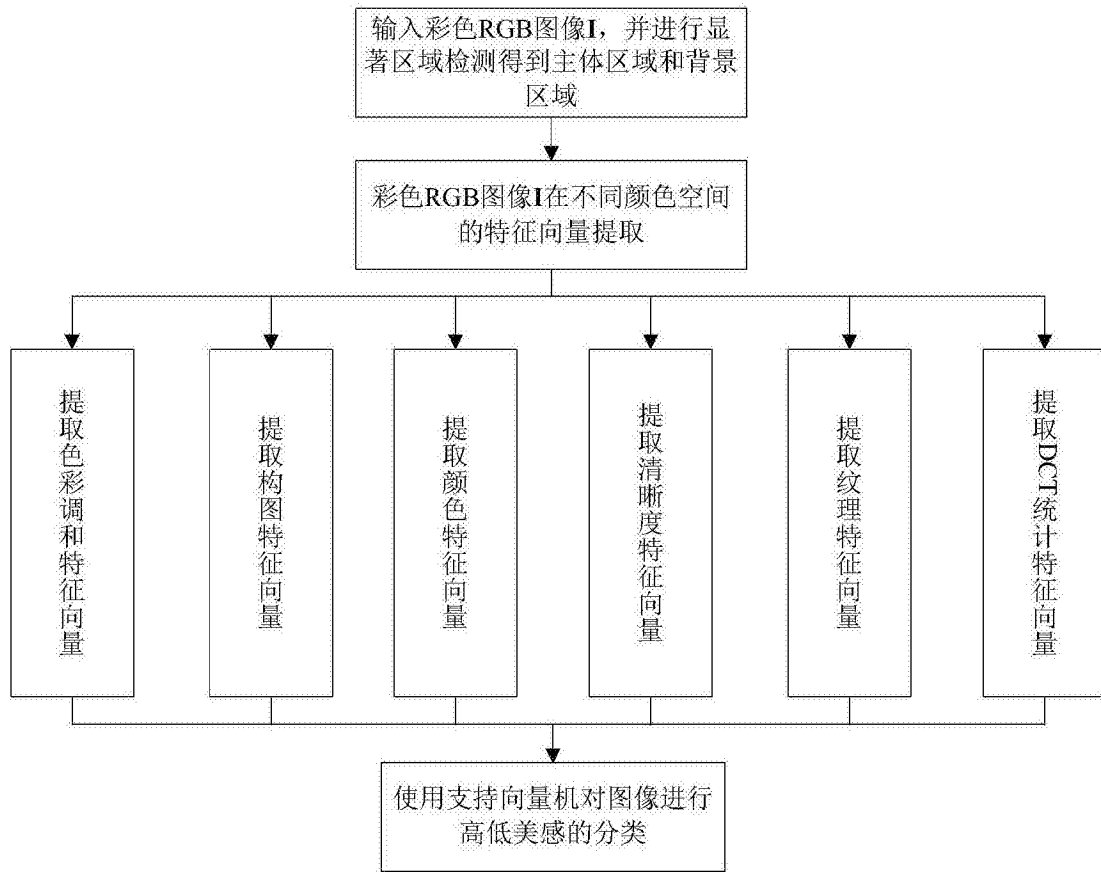 输入彩色RGB图像I，并进行显
著区域检测得到主体区域和背景
区域
彩色RGB图像I在不同颜色空间
的特征向量提取
提取色彩调和特征向量
提取构图特征向量
提取颜色特征向量
提取清晰度特征向量
提取纹理特征向量
提取DCT统计特征向量
使用支持向量机对图像进行
高低美感的分类